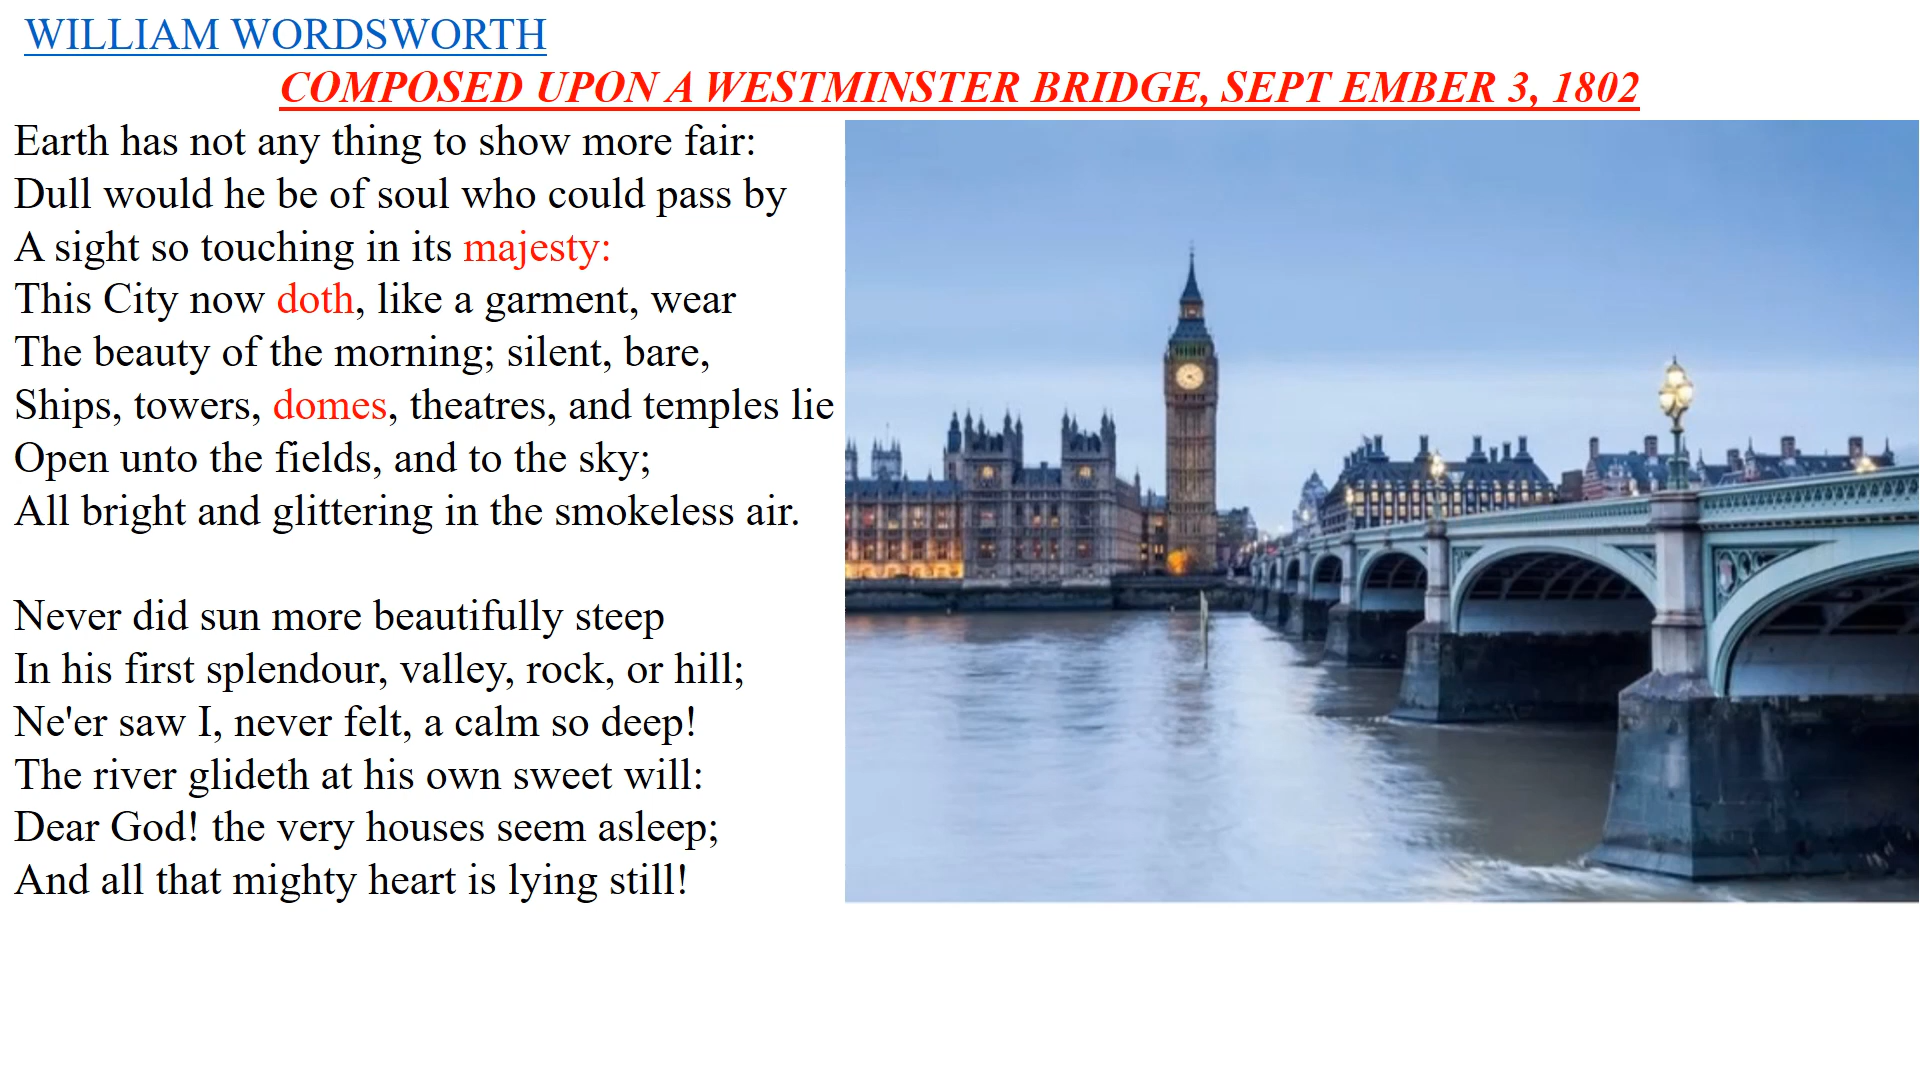 WILLIAM WORDSWORTH
COMPOSED UPON A WESTMINSTER BRIDGE, SEPT EMBER 3, 1802
Earth has not any thing to show more fair:
Dull would he be of soul who could pass by
A sight so touching in its majesty:
This City now doth, like a garment, wear
The beauty of the morning; silent, bare,
Ships, towers, domes, theatres, and temples lie
Open unto the fields, and to the sky;
All bright and glittering in the smokeless air.
Never did sun more beautifully steep
In his first splendour, valley, rock, or hill;
Ne'er saw I, never felt, a calm so deep!
The river glideth at his own sweet will:
Dear God! the very houses seem asleep;
And all that mighty heart is lying still!